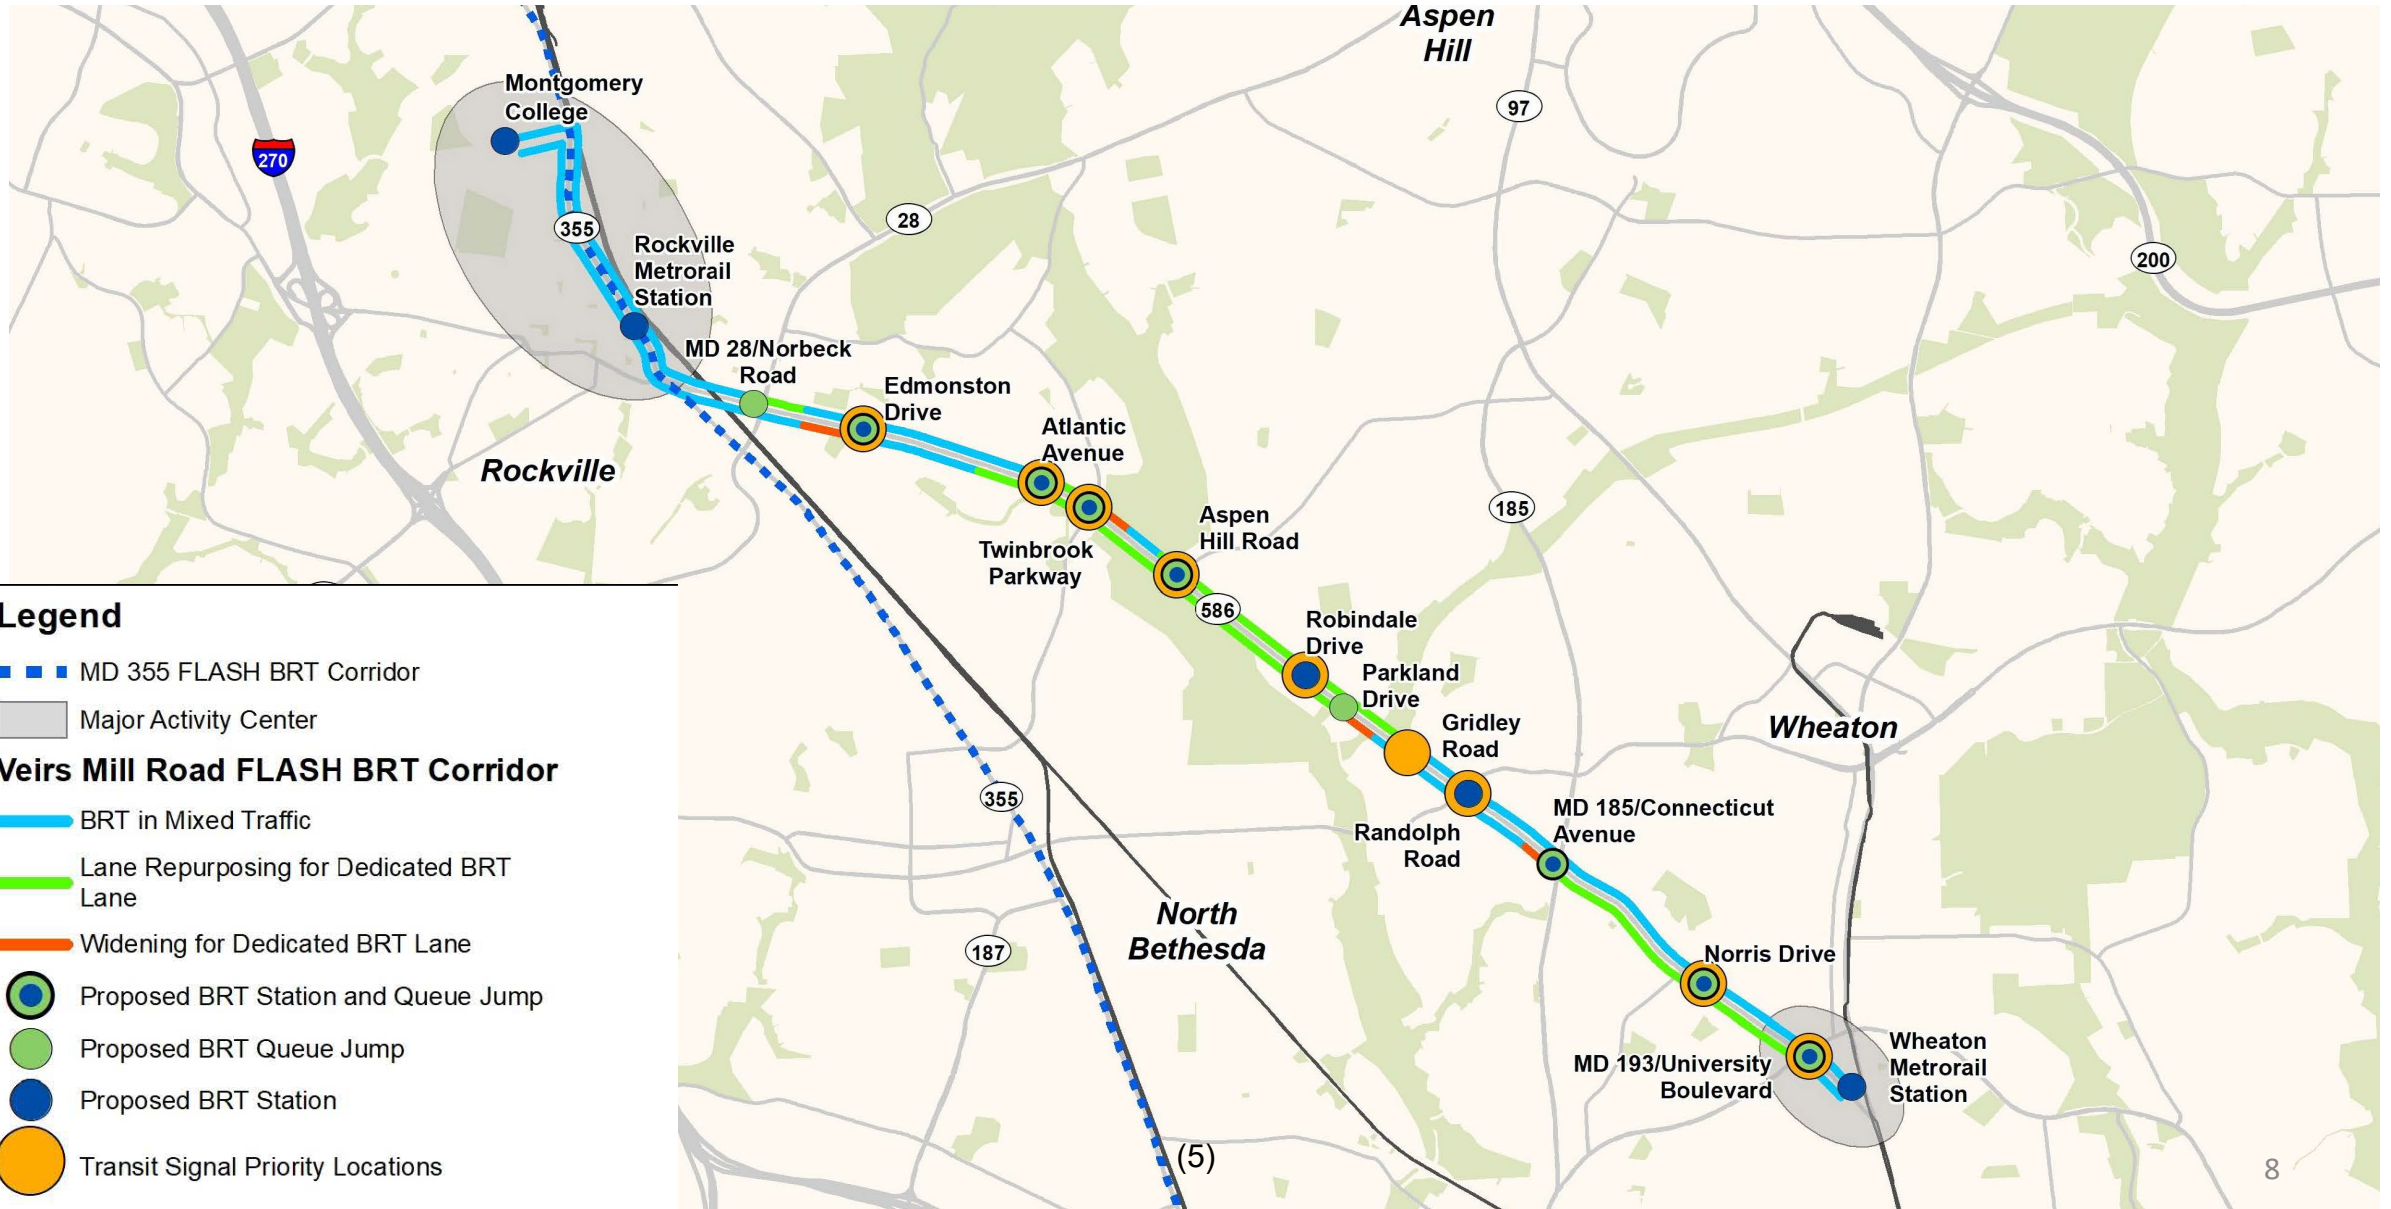 Aspen
Hill
Montgomery
College
97
270
28
355
Rockville
Metrorail
Station
200
MD 28/Norbeck
Road
Edmonston
Drive
Atlantic
Avenue
Rockville
185
Aspen
Hill Road
Twinbrook
Parkway
586
Robindale
Drive
Parkland
Drive
Gridley
Road
Wheaton
355
MD 185/Connecticut
Avenue
Randolph
Road
North
Bethesda
187
Norris Drive
MD 193/University
Boulevard
Wheaton
Metrorail
Station
(5)
8
Legend
MD 355 FLASH BRT Corridor
Major Activity Center
Veirs Mill Road FLASH BRT Corridor
BRT in Mixed Traffic
Lane Repurposing for Dedicated BRT
Lane
Widening for Dedicated BRT Lane
Proposed BRT Station and Queue Jump
Proposed BRT Queue Jump
Proposed BRT Station
Transit Signal Priority Locations